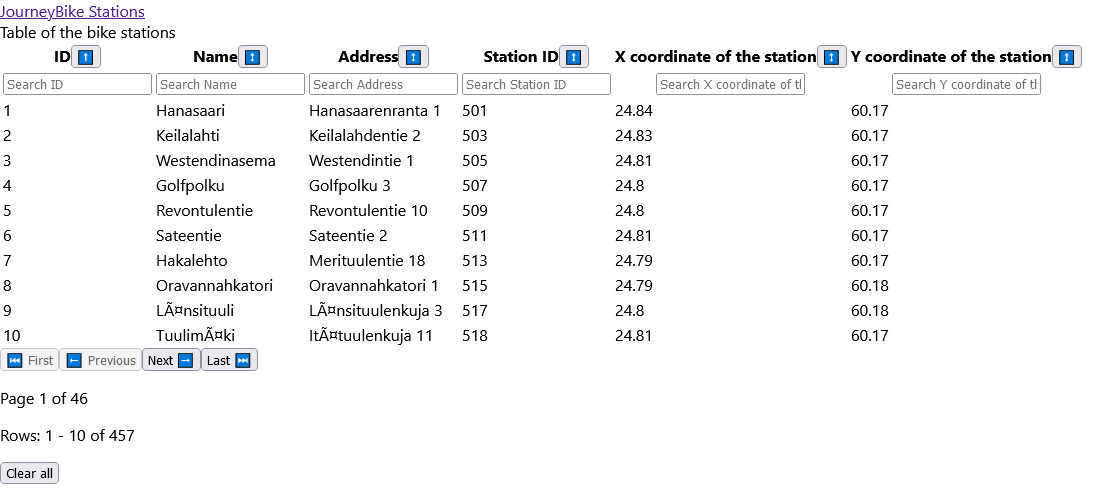 JourneyBike Stations
Table of the bike stations
ID⬆️ Name↕️ Address↕️ Station ID↕️ X coordinate of the station↕️ Y coordinate of the station↕️
Search ID Search Name Search Address Search Station ID Search X coordinate of tl Search Y coordinate of tl
1 Hanasaari Hanasaarenranta 1 501 24.84 60.17
2 Keilalahti Keilalahdentie 2 503 24.83 60.17
3 Westendinasema Westendintie 1 505 24.81 60.17
4 Golfpolku Golfpolku 3 507 24.8 60.17
5 Revontulentie Revontulentie 10 509 24.8 60.17
6 Sateentie Sateentie 2 511 24.81 60.17
7 Hakalehto Merituulentie 18 513 24.79 60.17
8 Oravannahkatori Oravannahkatori 1 515 24.79 60.18
9 LÃ¤nsituuli LÃ¤nsituulenkuja 3 517 24.8 60.18
10 TuulimÃ¤ki ItÃ¤tuulenkuja 11 518 24.81 60.17
⏮️ First ⬅️ Previous Next ➡️ Last ⏭️
Page 1 of 46
Rows: 1 - 10 of 457
Clear all